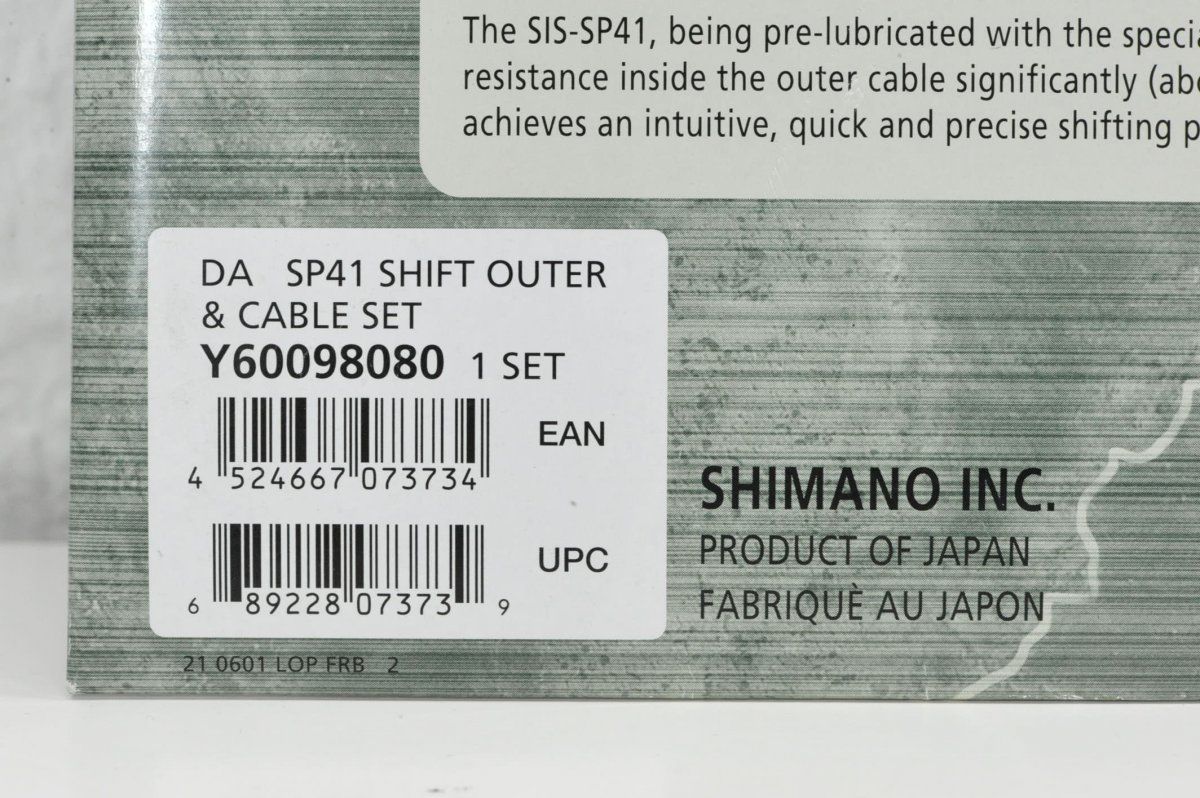 The SIS-SP41, being pre-lubricated with the
resistance inside the outer cable significantly
achieves an intuitive, quick and precise shifting
DA SP41 SHIFT OUTER
& CABLE SET
Y60098080 1 SET
EAN
4 524667 073734
UPC
6 89228 07373 9
SHIMANO INC.
PRODUCT OF JAPAN
FABRIQUÈ AU JAPON
21 0601 LOP FRB 2